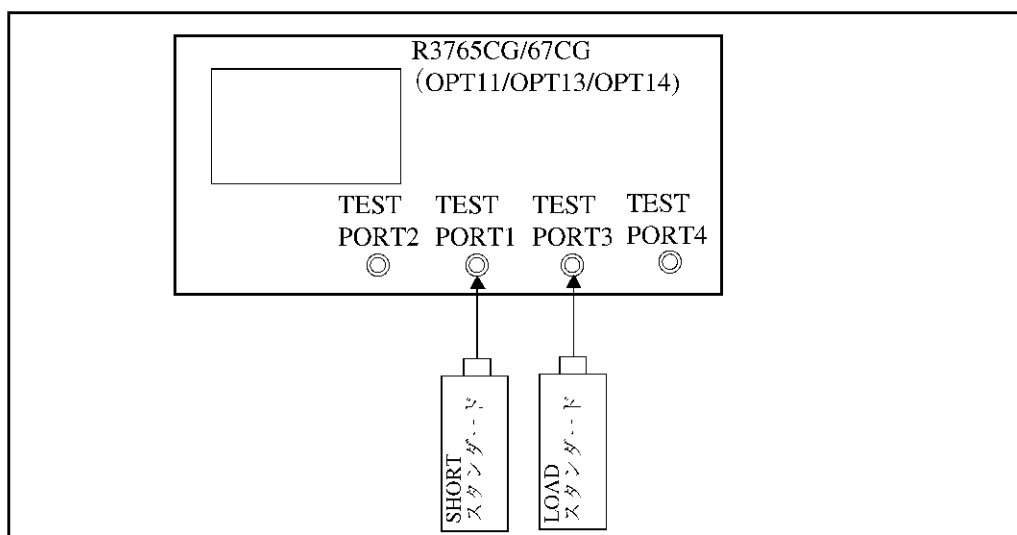 R3765CG/67CG
（OPT11/OPT13/OPT14）
TEST PORT2
TEST PORT1
TEST PORT3
TEST PORT4
SHORT
スタンダード
LOAD
スタンダード